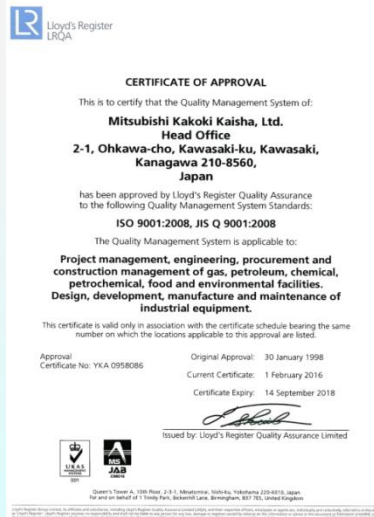 LR
Lloyd's Register
LRQA
CERTIFICATE OF APPROVAL
This is to certify that the Quality Management System of:
Mitsubishi Kakoki Kaisha, Ltd.
Head Office
2-1, Ohkawa-cho, Kawasaki-ku, Kawasaki,
Kanagawa 210-8560,
Japan
has been approved by Lloyd's Register Quality Assurance
to the following Quality Management System Standards:
ISO 9001:2008, JIS Q 9001:2008
The Quality Management System is applicable to:
Project management, engineering, procurement and
construction management of gas, petroleum, chemical,
petrochemical, food and environmental facilities.
Design, development, manufacture and maintenance of
industrial equipment.
This certificate is valid only in association with the certificate schedule bearing the same
number on which the locations applicable to this approval are listed.
Approval
Certificate No: YKA 0958086
Original Approval: 30 January 1998
Current Certificate: 1 February 2016
Certificate Expiry: 14 September 2018
Issued by: Lloyd's Register Quality Assurance Limited
UKAS
001
MS
JAB
Queen's Tower A, 10th Floor, 2-3-1, Minatomirai, Nishi-ku, Yokohama 220-6010, Japan
For and on behalf of 1 Trinity Park, Bickenhill Lane, Birmingham, B37 7ES, United Kingdom